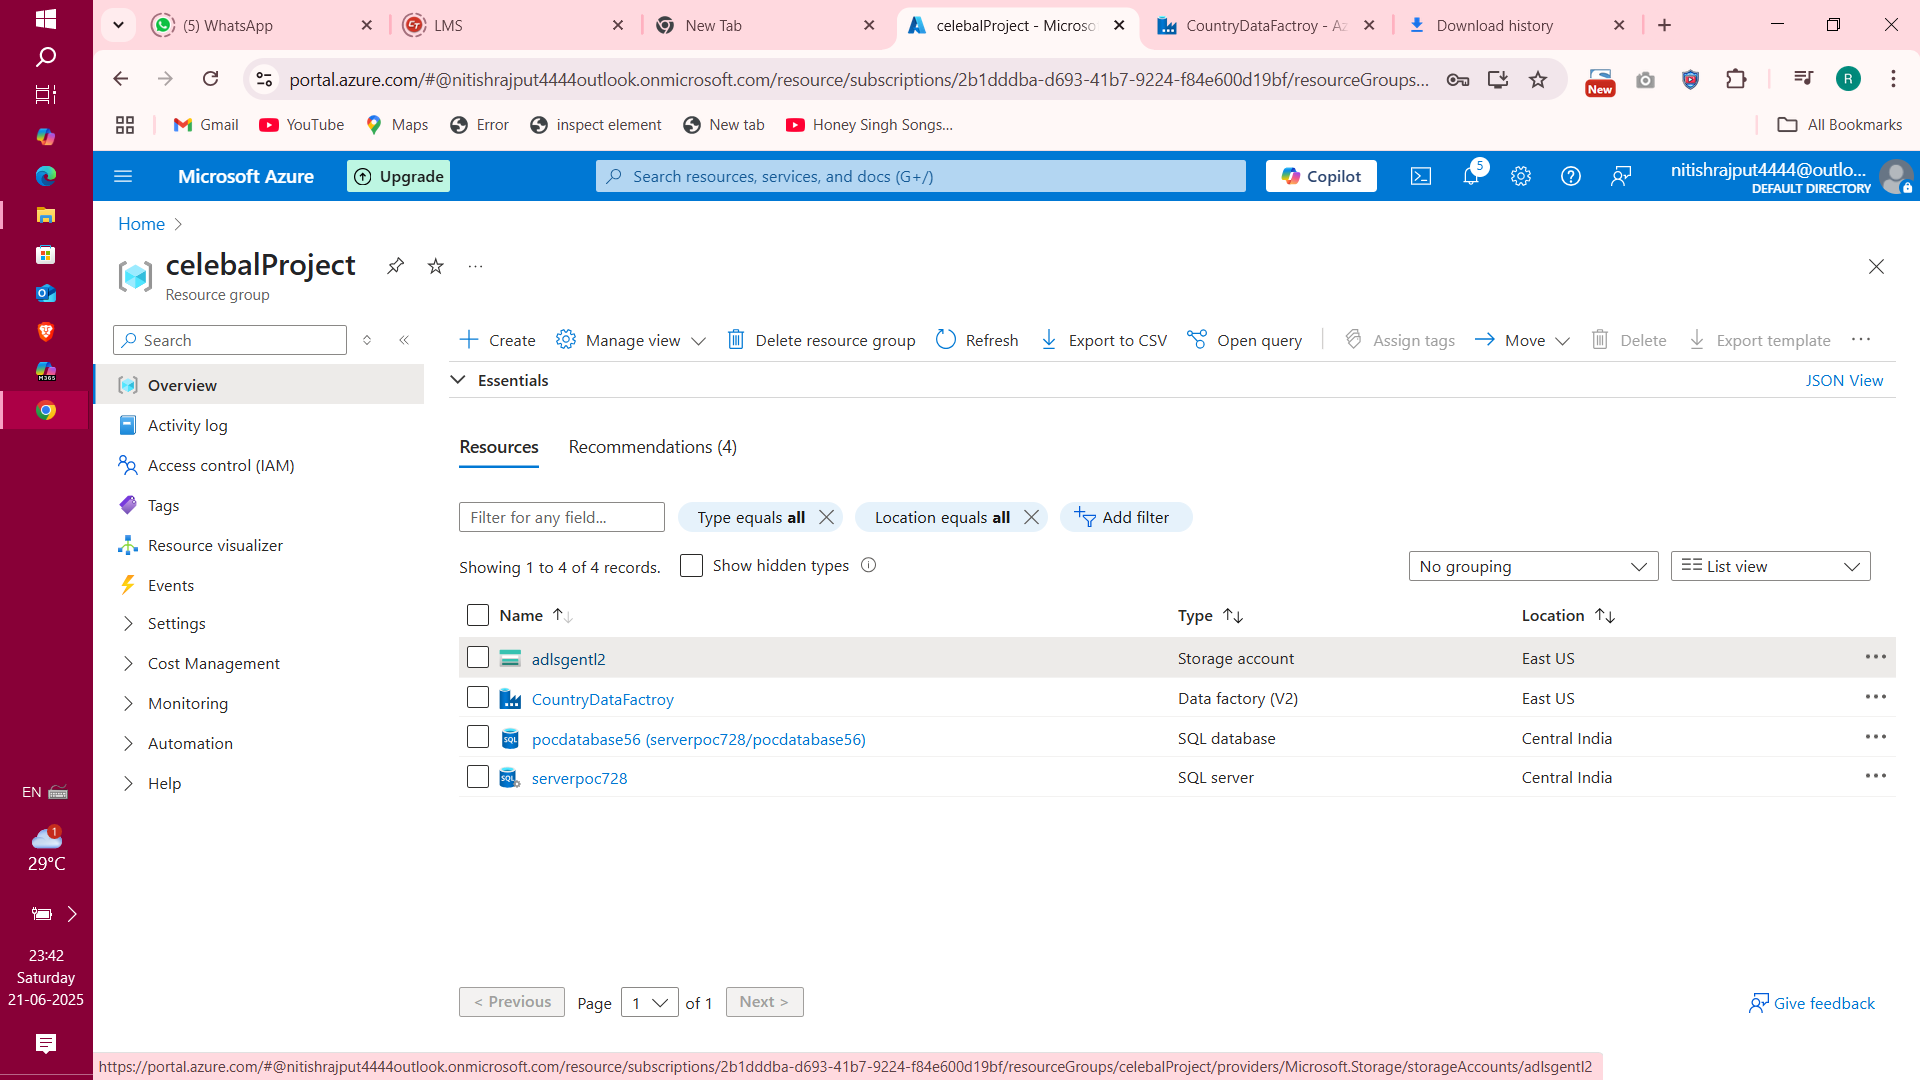 (5) WhatsApp
LMS
New Tab
celebalProject - Microso
CountryDataFactroy - Az
Download history
portal.azure.com/#@nitishrajput4444outlook.onmicrosoft.com/resource/subscriptions/2b1dddba-d693-41b7-9224-f84e600d19bf/resourceGroups...
New
R
Gmail
YouTube
Maps
Error
inspect element
New tab
Honey Singh Songs...
All Bookmarks
Microsoft Azure
Upgrade
Search resources, services, and docs (G+/)
Copilot
5
nitishrajput4444@outlo...
DEFAULT DIRECTORY
Home
celebalProject
Resource group
Search
Create
Manage view
Delete resource group
Refresh
Export to CSV
Open query
Assign tags
Move
Delete
Export template
Overview
Activity log
Access control (IAM)
Tags
Resource visualizer
Events
Settings
Cost Management
Monitoring
Automation
Help
Essentials
JSON View
Resources
Recommendations (4)
Filter for any field...
Type equals all
Location equals all
Add filter
Showing 1 to 4 of 4 records.
Show hidden types
No grouping
List view
Name
Type
Location
adlsgentl2
Storage account
East US
CountryDataFactroy
Data factory (V2)
East US
SQL
pocdatabase56 (serverpoc728/pocdatabase56)
SQL database
Central India
SQL
serverpoc728
SQL server
Central India
< Previous
Page
1
of 1
Next >
Give feedback
https://portal.azure.com/#@nitishrajput4444outlook.onmicrosoft.com/resource/subscriptions/2b1dddba-d693-41b7-9224-f84e600d19bf/resourceGroups/celebalProject/providers/Microsoft.Storage/storageAccounts/adlsgentl2
M365
EN
1
29°C
23:42
Saturday
21-06-2025